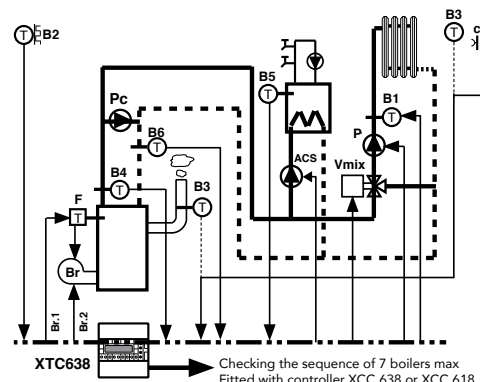 T B2
B3
T
c
B5
T
Pc
B6
T
B1
T
P
B4
T
B3
T
ACS
Vmix
F
T
Br
Br.1
Br.2
XTC638
Checking the sequence of 7 boilers max
Fitted with controller XCC 638 or XCC 618